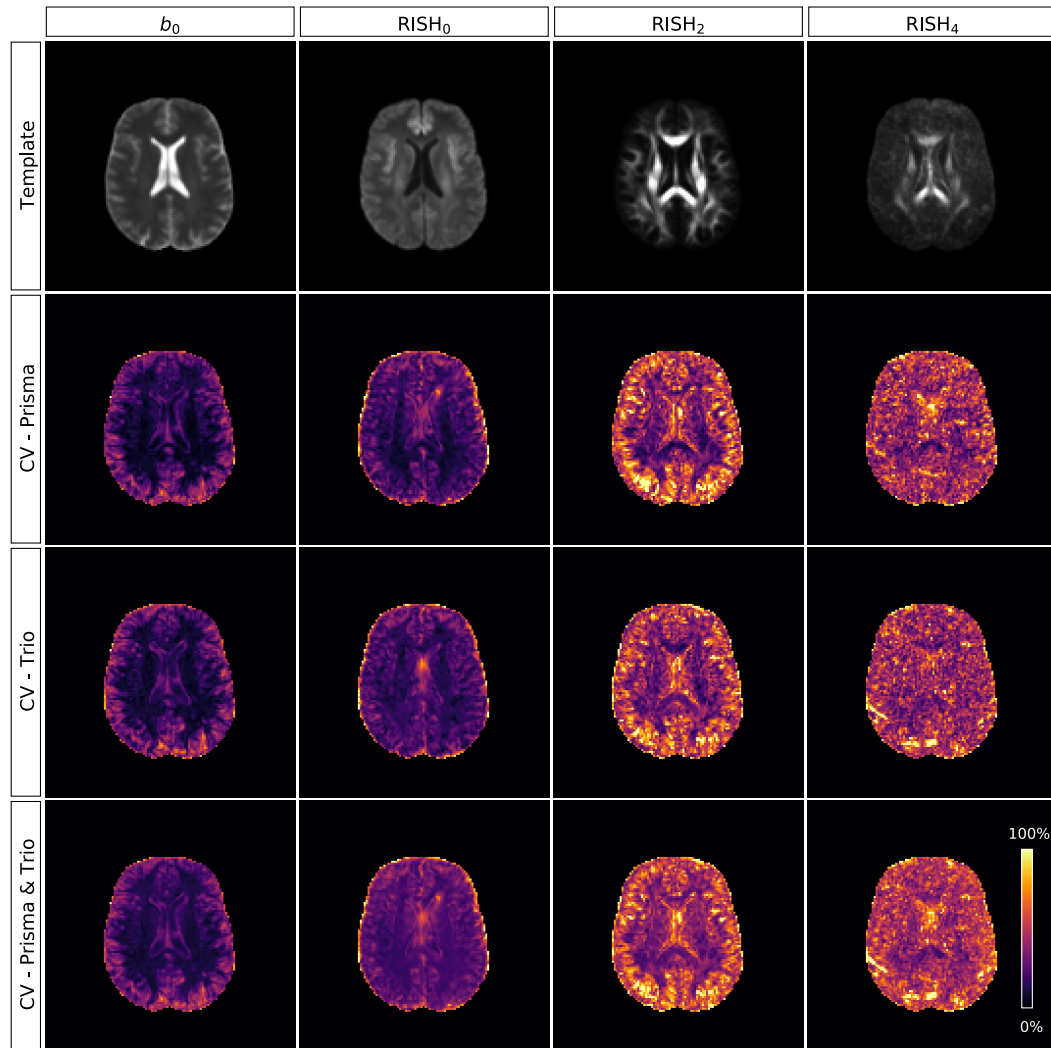 b₀
RISH₀
RISH₂
RISH₄
Template
CV - Prisma
CV - Trio
CV - Prisma & Trio
100%
0%